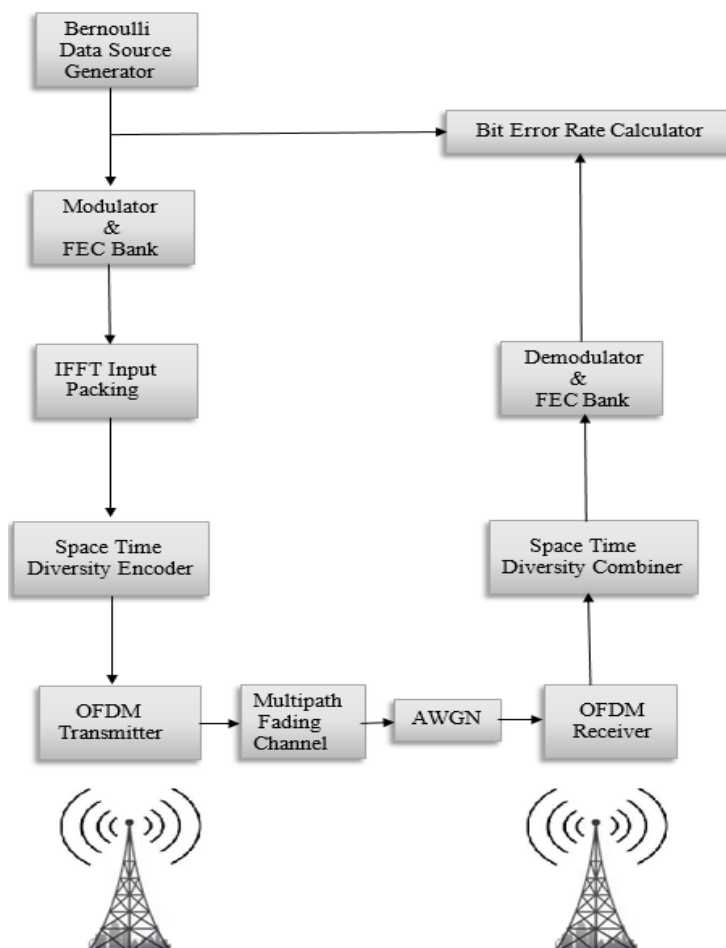 Bernoulli
Data Source
Generator
Bit Error Rate Calculator
Modulator
&
FEC Bank
IFFT Input
Packing
Demodulator
&
FEC Bank
Space Time
Diversity Encoder
Space Time
Diversity Combiner
OFDM
Transmitter
Multipath
Fading
Channel
AWGN
OFDM
Receiver